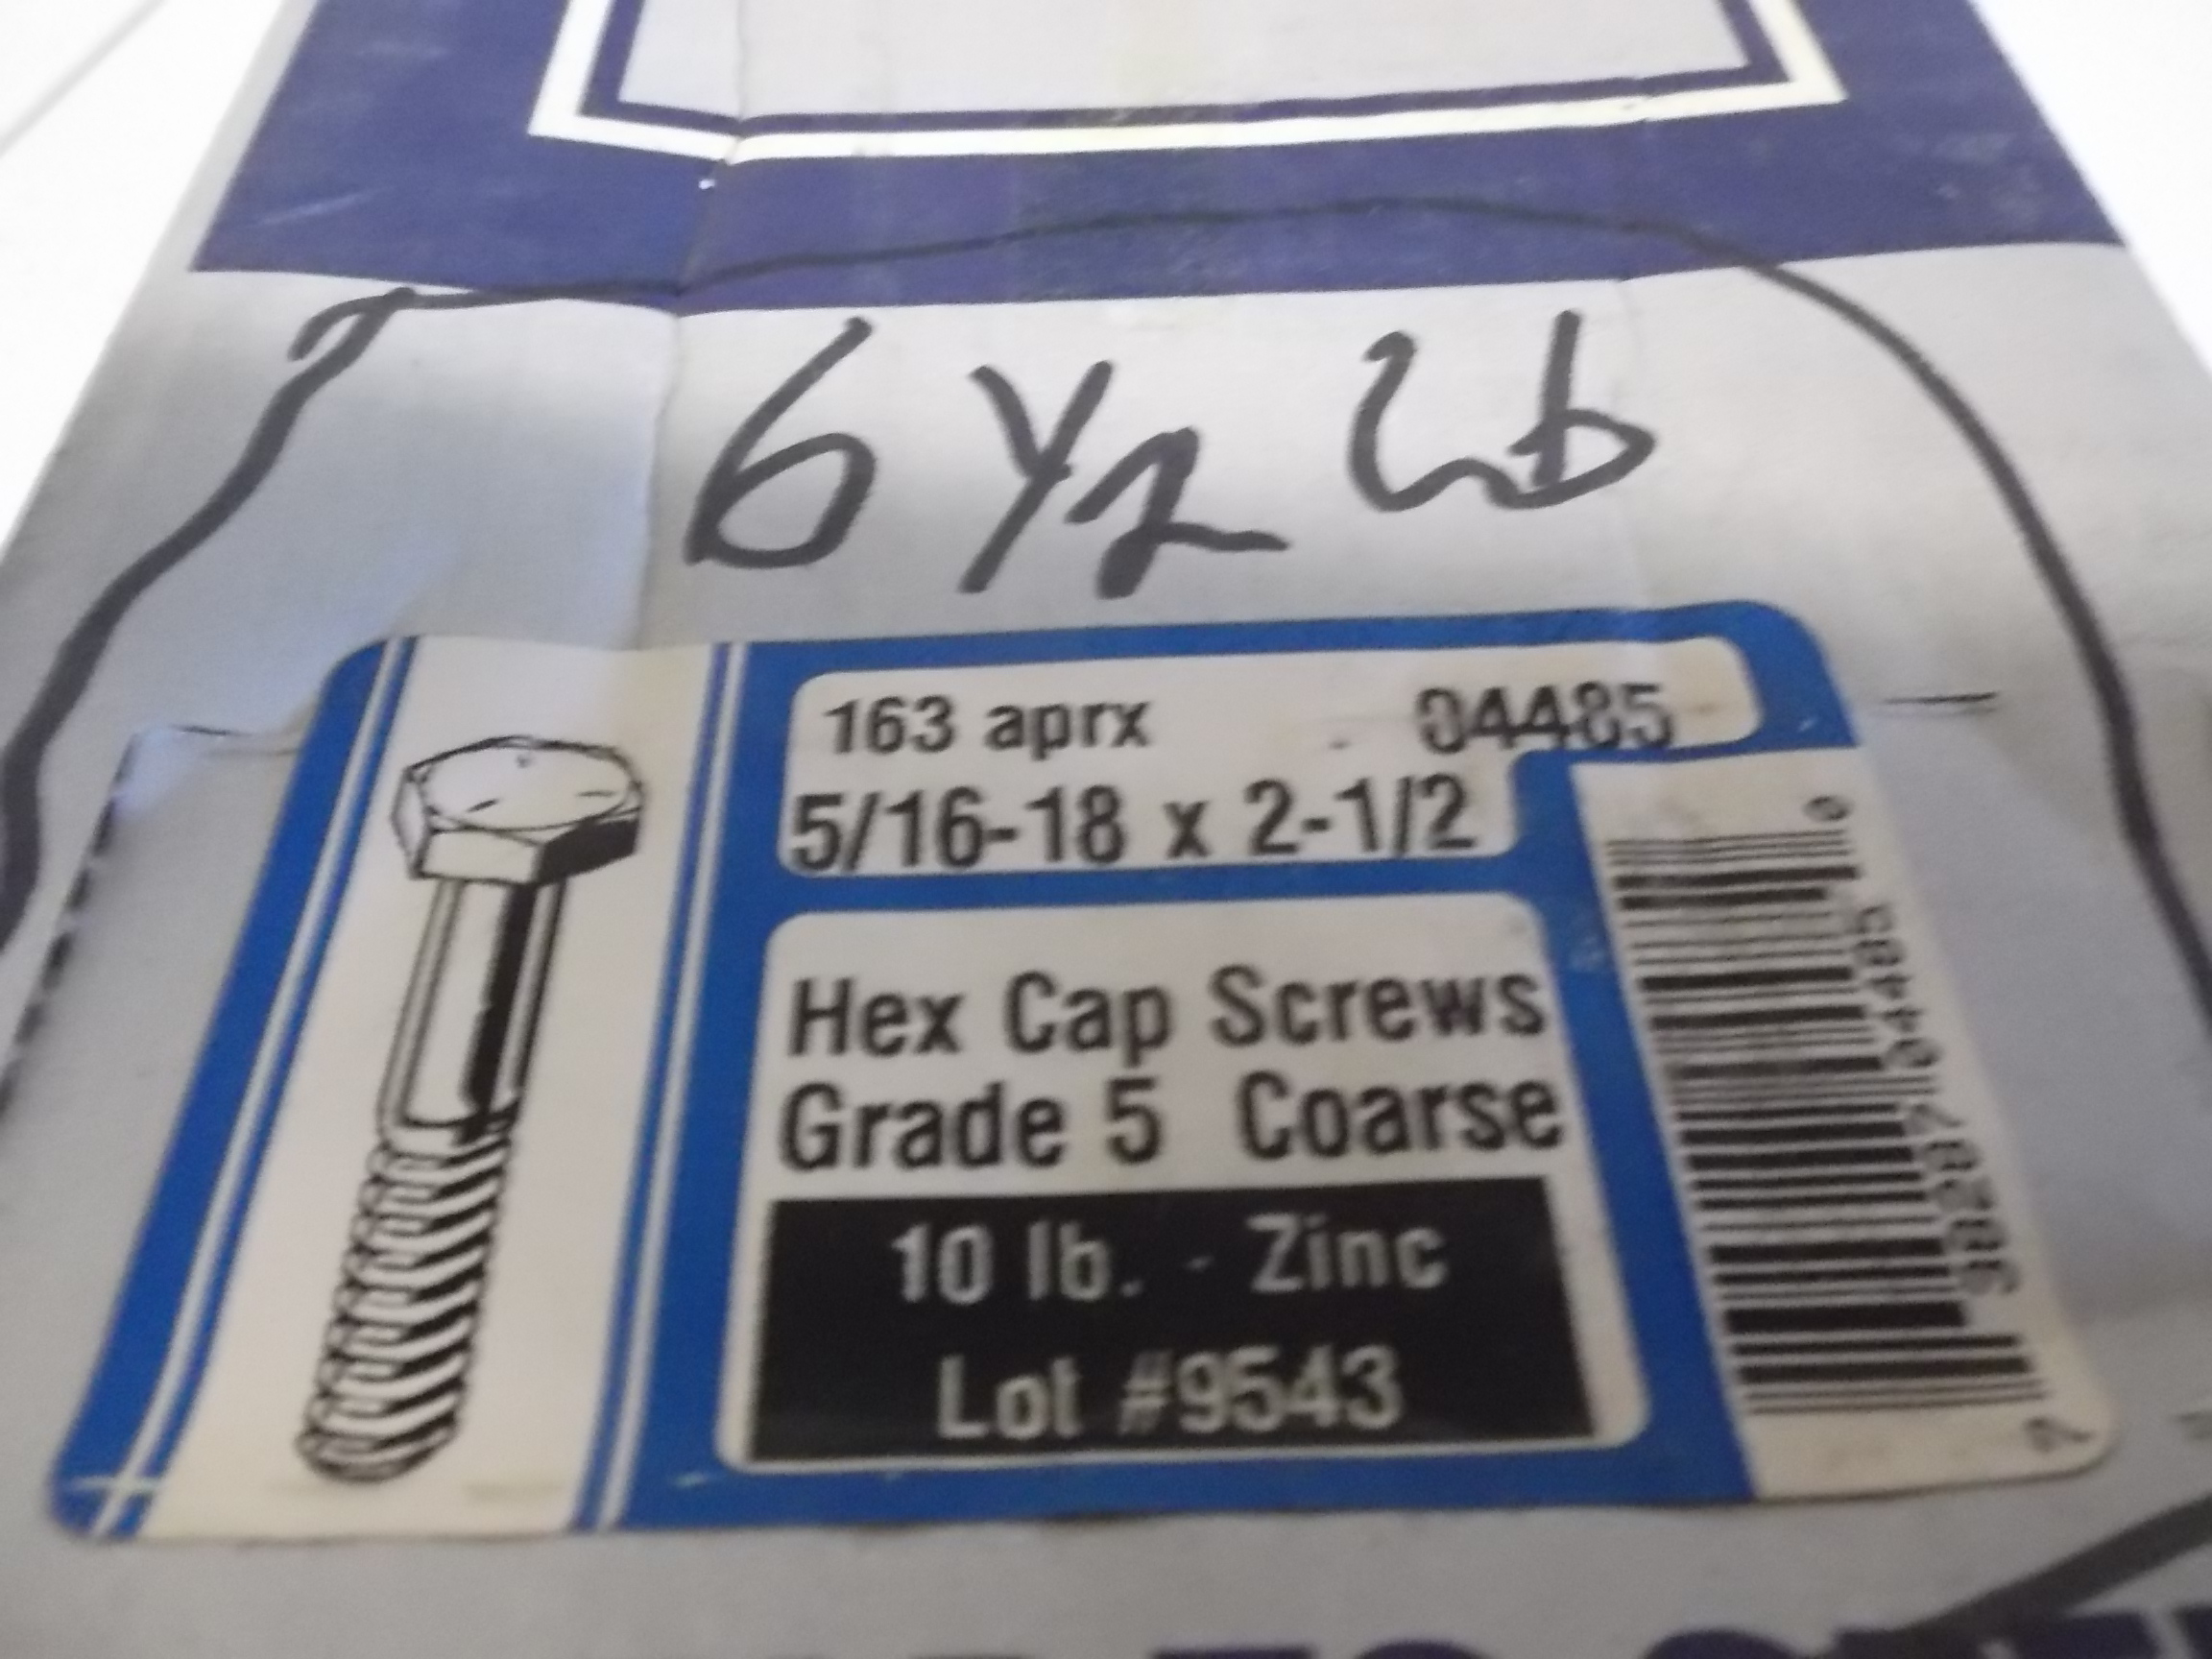 6 1/2 Lb
163 aprx 04485
5/16-18 x 2-1/2
Hex Cap Screws
Grade 5 Coarse
10 lb. - Zinc
Lot #9543